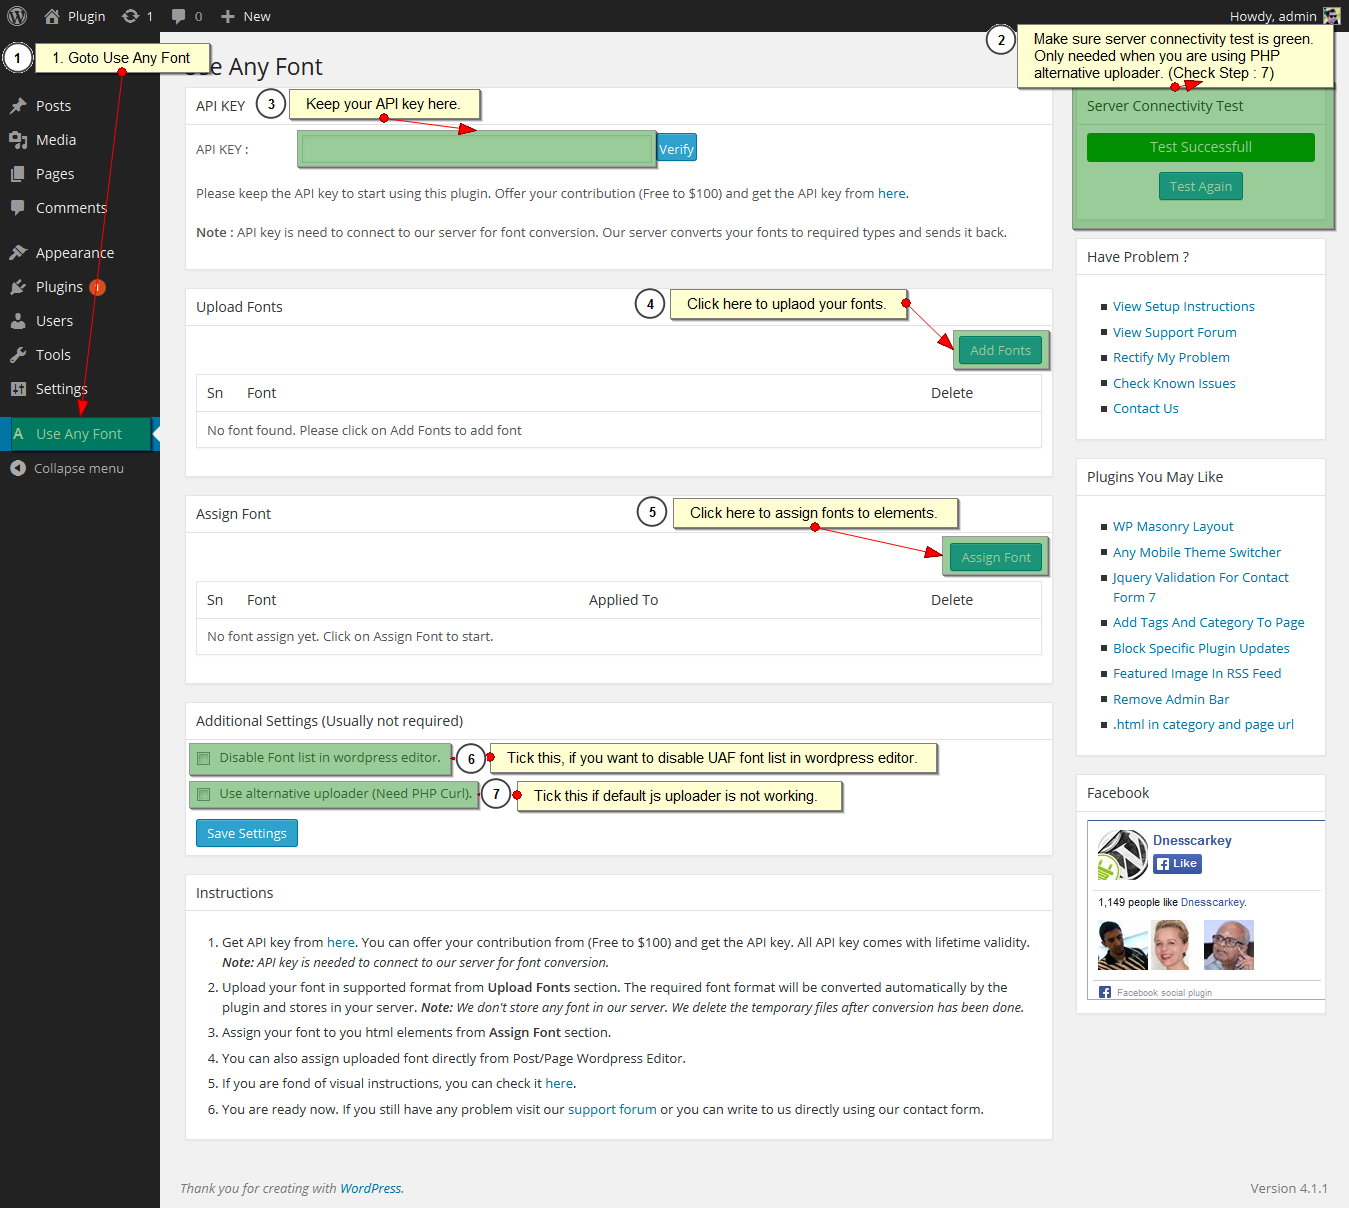 Plugin 1 0 New Howdy, admin
1 1. Goto Use Any Font
Posts
Media
Pages
Comments
Appearance
Plugins 1
Users
Tools
Settings
A Use Any Font
Collapse menu
Use Any Font
2 Make sure server connectivity test is green.
Only needed when you are using PHP
alternative uploader. (Check Step : 7)
API KEY 3 Keep your API key here.
API KEY : Verify
Please keep the API key to start using this plugin. Offer your contribution (Free to $100) and get the API key from here.
Note : API key is need to connect to our server for font conversion. Our server converts your fonts to required types and sends it back.
Upload Fonts 4 Click here to uplaod your fonts.
Add Fonts
Sn Font Delete
No font found. Please click on Add Fonts to add font
Assign Font 5 Click here to assign fonts to elements.
Assign Font
Sn Font Applied To Delete
No font assign yet. Click on Assign Font to start.
Additional Settings (Usually not required)
Disable Font list in wordpress editor. 6 Tick this, if you want to disable UAF font list in wordpress editor.
Use alternative uploader (Need PHP Curl). 7 Tick this if default js uploader is not working.
Save Settings
Instructions
1. Get API key from here. You can offer your contribution from (Free to $100) and get the API key. All API key comes with lifetime validity.
Note: API key is needed to connect to our server for font conversion.
2. Upload your font in supported format from Upload Fonts section. The required font format will be converted automatically by the
plugin and stores in your server. Note: We don't store any font in our server. We delete the temporary files after conversion has been done.
3. Assign your font to you html elements from Assign Font section.
4. You can also assign uploaded font directly from Post/Page Wordpress Editor.
5. If you are fond of visual instructions, you can check it here.
6. You are ready now. If you still have any problem visit our support forum or you can write to us directly using our contact form.
Server Connectivity Test
Test Successfull
Test Again
Have Problem ?
View Setup Instructions
View Support Forum
Rectify My Problem
Check Known Issues
Contact Us
Plugins You May Like
WP Masonry Layout
Any Mobile Theme Switcher
Jquery Validation For Contact
Form 7
Add Tags And Category To Page
Block Specific Plugin Updates
Featured Image In RSS Feed
Remove Admin Bar
.html in category and page url
Facebook
Dnesscarkey
Like
1,149 people like Dnesscarkey.
Facebook social plugin
Thank you for creating with WordPress. Version 4.1.1